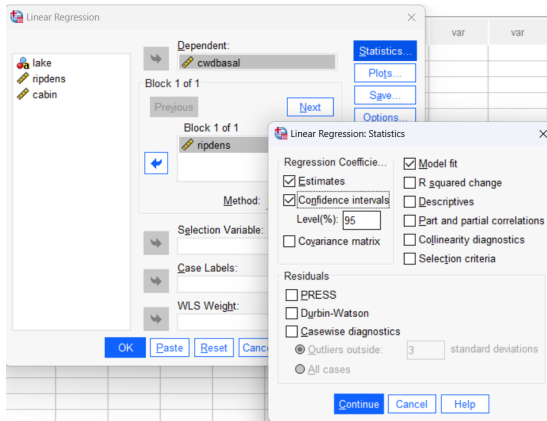 Linear Regression
Dependent:
cwdbasal
lake
ripdens
cabin
Block 1 of 1
Previous
Next
Block 1 of 1
ripdens
Method:
Selection Variable:
Case Labels:
WLS Weight:
Statistics...
Plots...
Save...
Options...
OK
Paste
Reset
Canc
var
var
Linear Regression: Statistics
Regression Coefficie...
Estimates
Confidence intervals
Level(%): 95
Covariance matrix
Model fit
R squared change
Descriptives
Part and partial correlations
Collinearity diagnostics
Selection criteria
Residuals
PRESS
Durbin-Watson
Casewise diagnostics
Outliers outside: 3 standard deviations
All cases
Continue
Cancel
Help